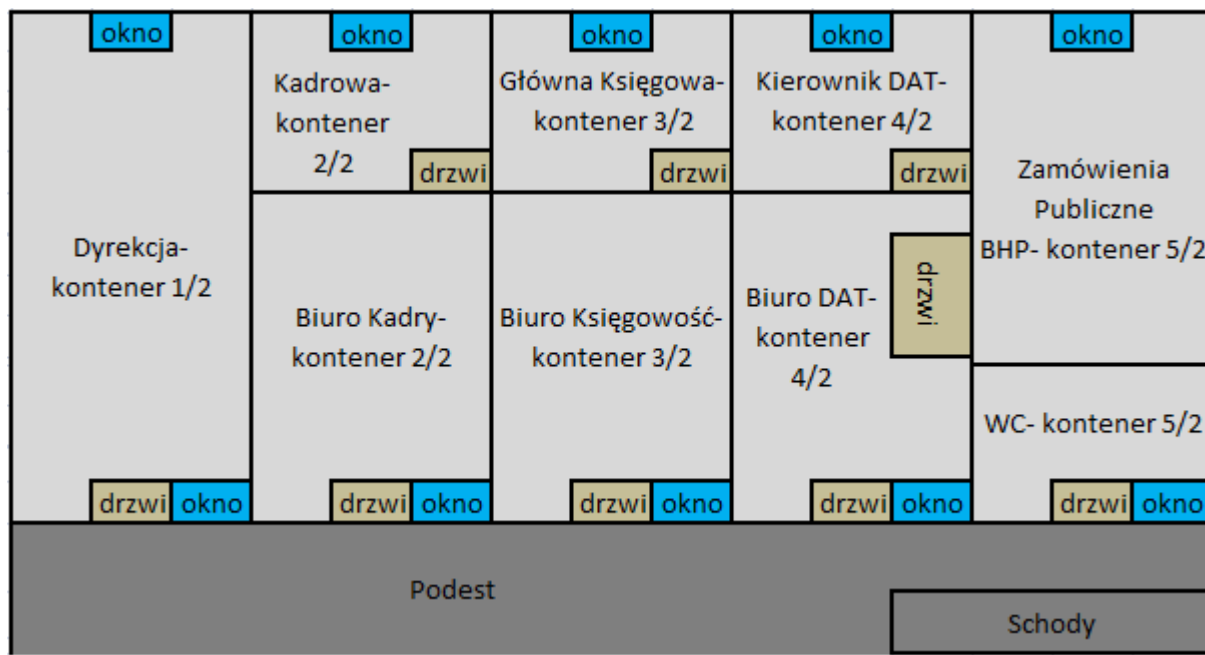 okno
okno
okno
okno
okno
Kadrowa-
kontener
2/2
drzwi
Główna Księgowa-
kontener 3/2
drzwi
Kierownik DAT-
kontener 4/2
drzwi
Zamówienia
Publiczne
BHP- kontener 5/2
Dyrekcja-
kontener 1/2
Biuro Kadry-
kontener 2/2
Biuro Księgowość-
kontener 3/2
Biuro DAT-
kontener
4/2
drzwi
WC- kontener 5/2
drzwi okno
drzwi okno
drzwi okno
drzwi okno
drzwi okno
Podest
Schody